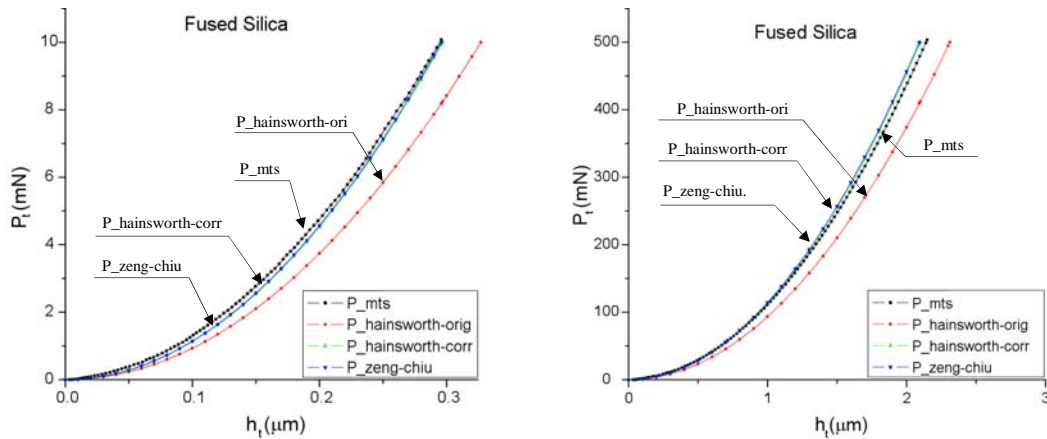 Fused Silica
10
8
6
4
2
0
P_t (mN)
0.0
0.1
0.2
0.3
h_t(μm)
P_hainsworth-ori
P_mts
P_hainsworth-corr
P_zeng-chiu
P_mts
P_hainsworth-orig
P_hainsworth-corr
P_zeng-chiu
Fused Silica
500
400
300
200
100
0
P_t (mN)
0
1
2
3
h_t(μm)
P_hainsworth-ori
P_hainsworth-corr
P_mts
P_zeng-chiu.
P_mts
P_hainsworth-orig
P_hainsworth-corr
P_zeng-chiu